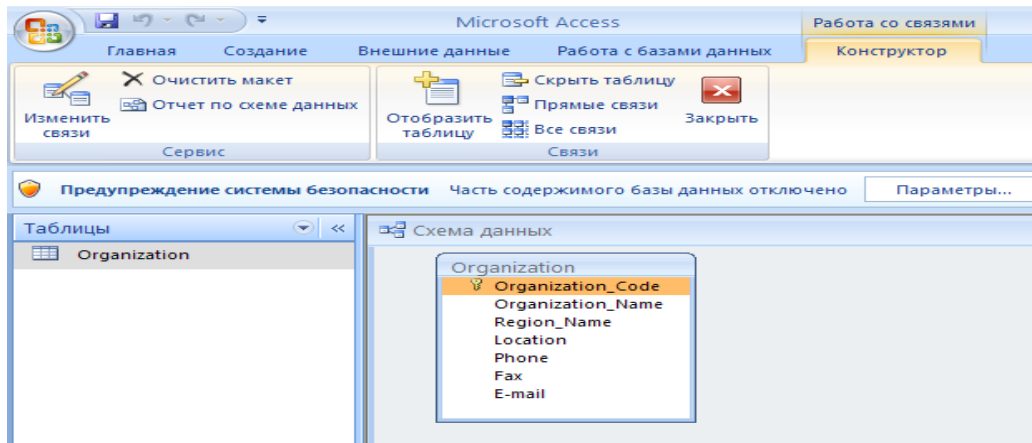 Microsoft Access
Работа со связями
Главная Создание Внешние данные Работа с базами данных Конструктор
Изменить связи
Очистить макет
Отчет по схеме данных
Сервис
Отобразить таблицу
Скрыть таблицу
Прямые связи
Все связи
Закрыть
Связи
Предупреждение системы безопасности Часть содержимого базы данных отключено Параметры...
Таблицы
Organization
Схема данных
Organization
Organization_Code
Organization_Name
Region_Name
Location
Phone
Fax
E-mail